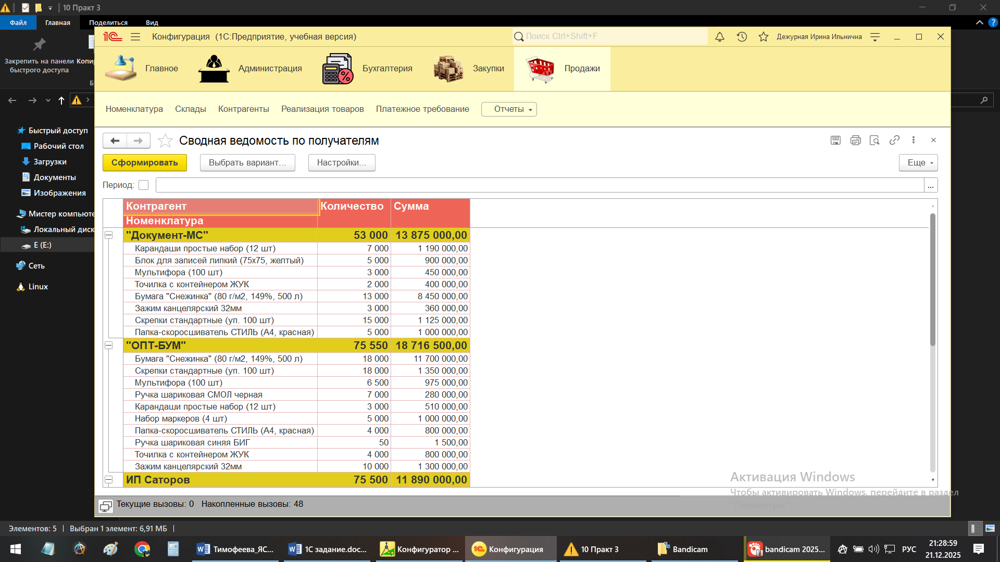 10 Практ 3
Файл Главная Поделиться Вид
1С Конфигурация (1С:Предприятие, учебная версия) Поиск Ctrl+Shift+F Дежурная Ирина Ильнична
Закрепить на панели
быстрого доступа
Главное Администрация Бухгалтерия Закупки Продажи
Номенклатура Склады Контрагенты Реализация товаров Платежное требование Отчеты
Быстрый доступ
Рабочий стол
Загрузки
Документы
Изображения
Локальный диск
E (E:)
Сеть
Linux
Сводная ведомость по получателям
Сформировать Выбрать вариант... Настройки... Еще
Период: ...
Контрагент Количество Сумма
Номенклатура
"Документ-МС" 53 000 13 875 000,00
Карандаши простые набор (12 шт) 7 000 1 190 000,00
Блок для записей липкий (75х75, желтый) 5 000 900 000,00
Мультифора (100 шт) 3 000 450 000,00
Точилка с контейнером ЖУК 2 000 400 000,00
Бумага "Снежинка" (80 г/м2, 149%, 500 л) 13 000 8 450 000,00
Зажим канцелярский 32мм 3 000 360 000,00
Скрепки стандартные (уп. 100 шт) 15 000 1 125 000,00
Папка-скоросшиватель СТИЛЬ (А4, красная) 5 000 1 000 000,00
"ОПТ-БУМ" 75 550 18 716 500,00
Бумага "Снежинка" (80 г/м2, 149%, 500 л) 18 000 11 700 000,00
Скрепки стандартные (уп. 100 шт) 18 000 1 350 000,00
Мультифора (100 шт) 6 500 975 000,00
Ручка шариковая СМОЛ черная 7 000 280 000,00
Карандаши простые набор (12 шт) 3 000 510 000,00
Набор маркеров (4 шт) 5 000 1 000 000,00
Папка-скоросшиватель СТИЛЬ (А4, красная) 4 000 800 000,00
Ручка шариковая синяя БИГ 50 1 500,00
Точилка с контейнером ЖУК 4 000 800 000,00
Зажим канцелярский 32мм 10 000 1 300 000,00
ИП Саторов 75 500 11 890 000,00
Активация Windows
Чтобы активировать Windows, перейдите в раздел
"Параметры"
Текущие вызовы: 0 Накопленные вызовы: 48
Элементов: 5 Выбран 1 элемент: 6,91 МБ
Тимофеева_ЯС... 1С задание.doc... Конфигуратор ... Конфигурация 10 Практ 3 Bandicam bandicam 2025... РУС 21:28:59
21.12.2025